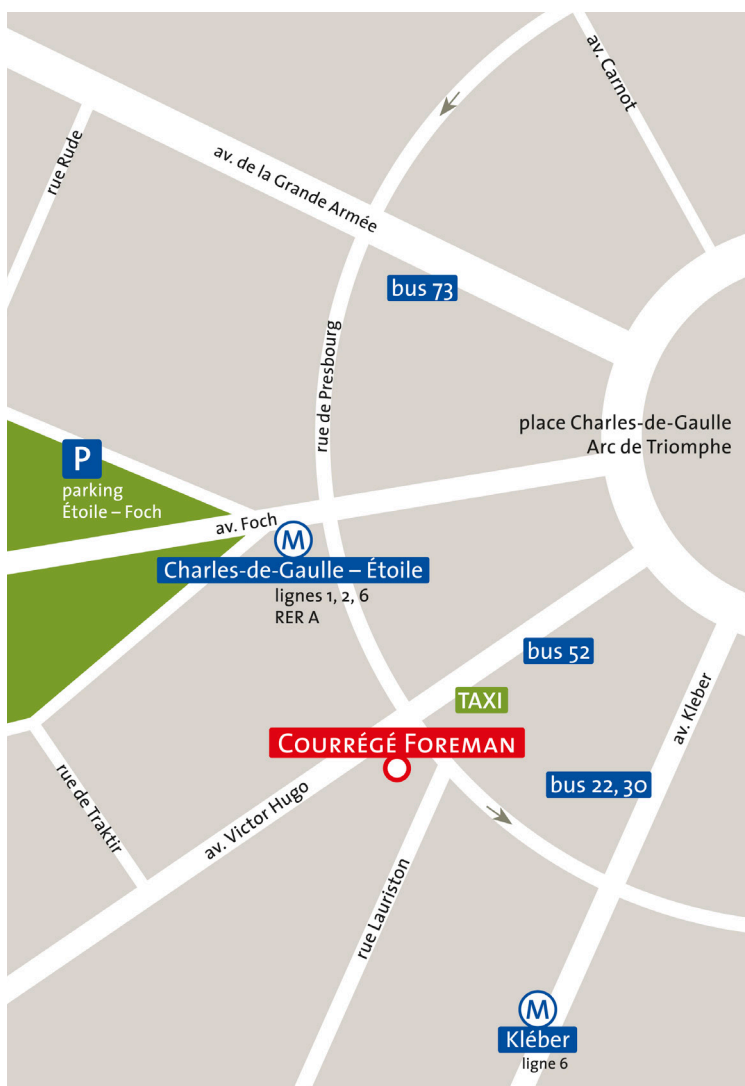 av. Carnot
rue Rude
av. de la Grande Armée
bus 73
rue de Presbourg
place Charles-de-Gaulle
Arc de Triomphe
P
parking
Étoile – Foch
av. Foch
M
Charles-de-Gaulle – Étoile
lignes 1, 2, 6
RER A
bus 52
TAXI
av. Kleber
COURRÉGÉ FOREMAN
bus 22, 30
rue de Traktir
av. Victor Hugo
rue Lauriston
M
Kléber
ligne 6